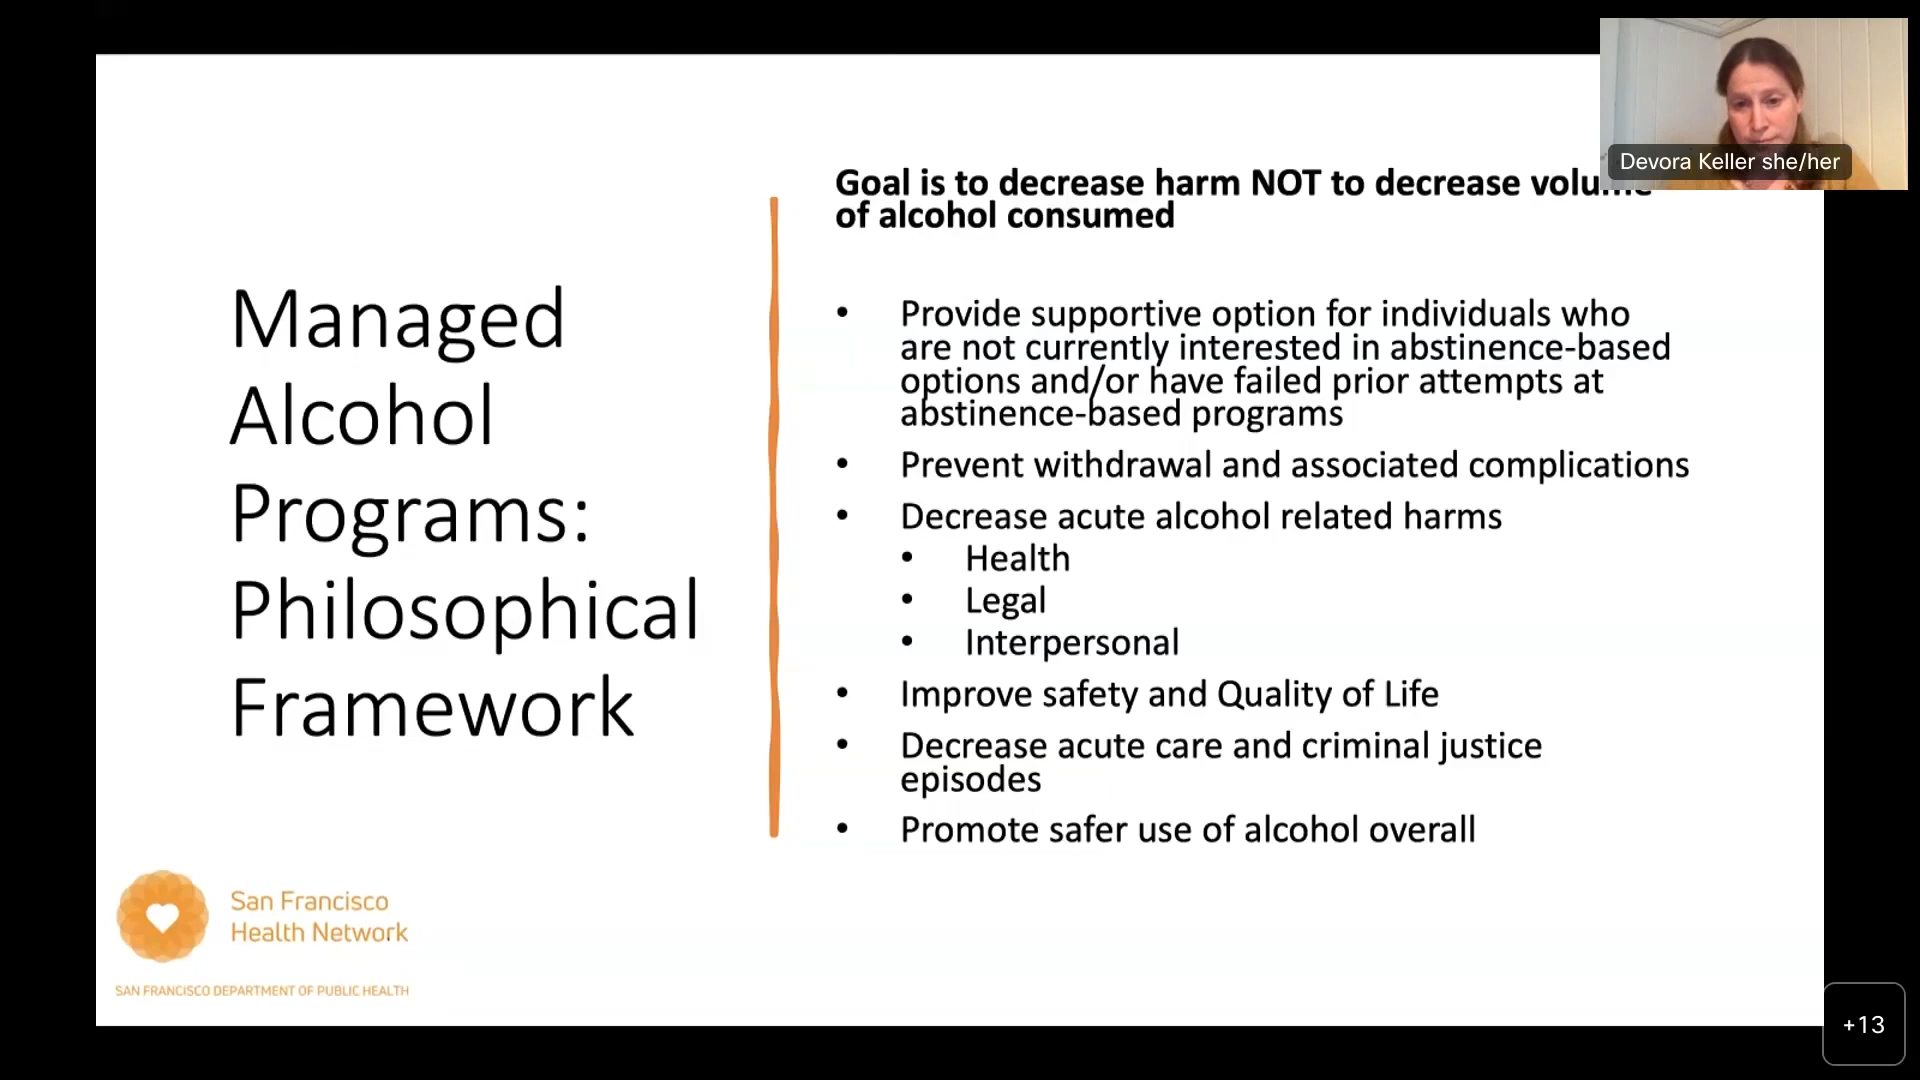 Devora Keller she/her
Goal is to decrease harm NOT to decrease volume
of alcohol consumed
Managed
Alcohol
Programs:
Philosophical
Framework
• Provide supportive option for individuals who
are not currently interested in abstinence-based
options and/or have failed prior attempts at
abstinence-based programs
• Prevent withdrawal and associated complications
• Decrease acute alcohol related harms
• Health
• Legal
• Interpersonal
• Improve safety and Quality of Life
• Decrease acute care and criminal justice
episodes
• Promote safer use of alcohol overall
San Francisco
Health Network
SAN FRANCISCO DEPARTMENT OF PUBLIC HEALTH
+13